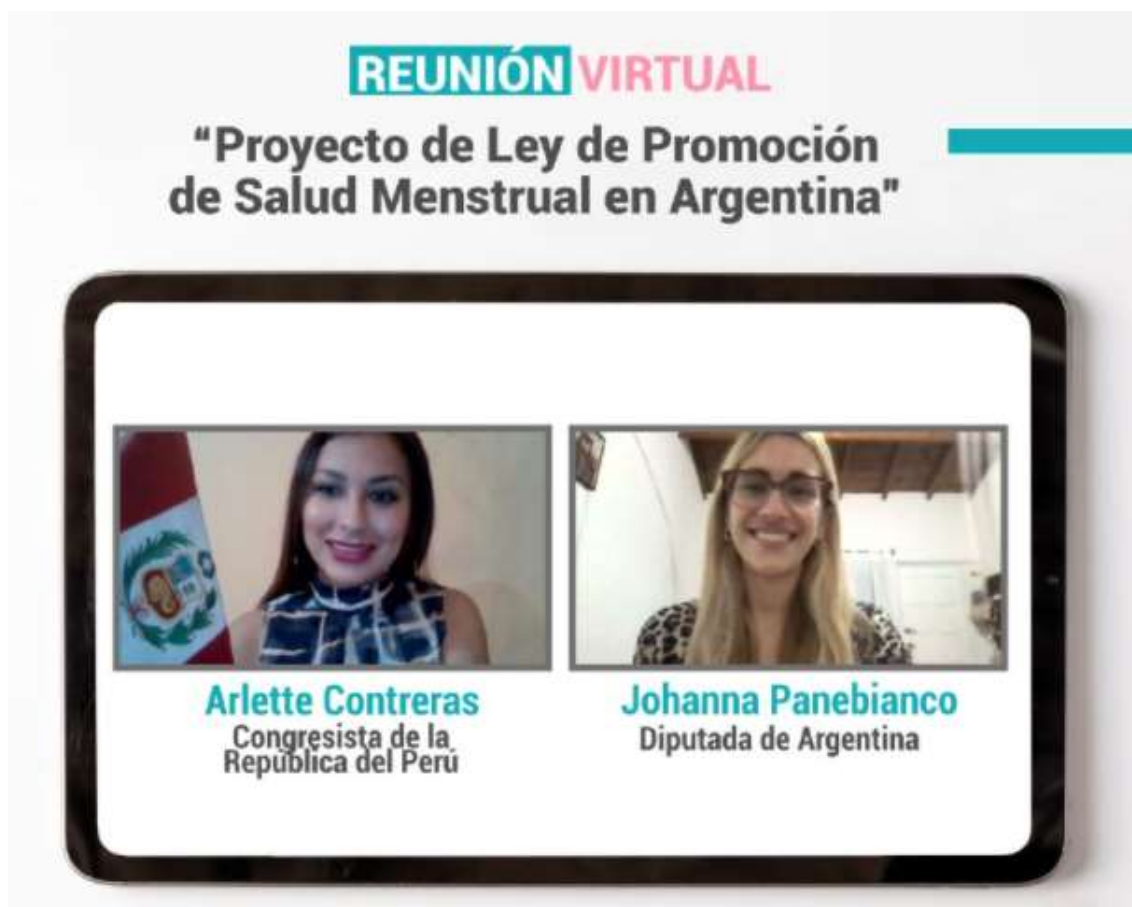 REUNIÓN VIRTUAL
“Proyecto de Ley de Promoción
de Salud Menstrual en Argentina”
Arlette Contreras
Congresista de la
República del Perú
Johanna Panebianco
Diputada de Argentina